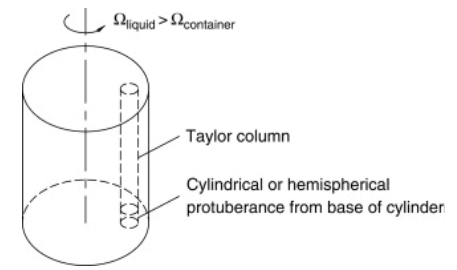 Ωliquid > Ωcontainer
Taylor column
Cylindrical or hemispherical
protuberance from base of cylinder